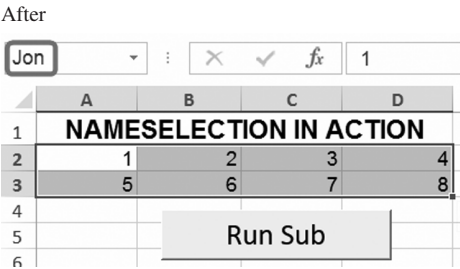 After
Jon fx 1
A B C D
1 NAMESELECTION IN ACTION
2 1 2 3 4
3 5 6 7 8
4
5 Run Sub
6